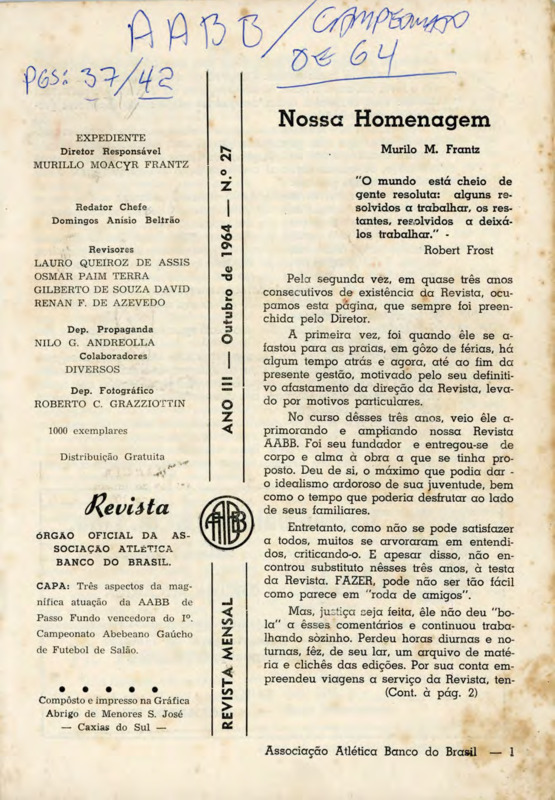 AABB / CAMPEONATO
DE 64
PGS: 37/42
EXPEDIENTE
Diretor Responsável
MURILLO MOACYR FRANTZ
Redator Chefe
Domingos Anísio Beltrão
Revisores
LAURO QUEIROZ DE ASSIS
OSMAR PAIM TERRA
GILBERTO DE SOUZA DAVID
RENAN F. DE AZEVEDO
Dep. Propaganda
NILO G. ANDREOLLA
Colaboradores
DIVERSOS
Dep. Fotográfico
ROBERTO C. GRAZZIOTTIN
1000 exemplares
Distribuição Gratuita
Revista
ÓRGÃO OFICIAL DA AS-
SOCIAÇÃO ATLÉTICA
BANCO DO BRASIL.
CAPA: Três aspectos da mag-
nífica atuação da AABB de
Passo Fundo vencedora do Iº.
Campeonato Abebeano Gaúcho
de Futebol de Salão.
Compôsto e impresso na Gráfica
Abrigo de Menores S. José
— Caxias do Sul —
ANO III — Outubro de 1964 — N.º 27
AABB
REVISTA MENSAL
Nossa Homenagem
Murilo M. Frantz
"O mundo está cheio de
gente resoluta: alguns re-
solvidos a trabalhar, os res-
tantes, resolvidos a deixá-
los trabalhar." -
Robert Frost
Pela segunda vez, em quase três anos
consecutivos de existência da Revista, ocu-
pamos esta página, que sempre foi preen-
chida pelo Diretor.
A primeira vez, foi quando êle se a-
fastou para as praias, em gôzo de férias, há
algum tempo atrás e agora, até ao fim da
presente gestão, motivado pelo seu definiti-
vo afastamento da direção da Revista, leva-
do por motivos particulares.
No curso dêsses três anos, veio êle a-
primorando e ampliando nossa Revista
AABB. Foi seu fundador e entregou-se de
corpo e alma à obra a que se tinha pro-
posto. Deu de si, o máximo que podia dar -
o idealismo ardoroso de sua juventude, bem
como o tempo que poderia desfrutar ao lado
de seus familiares.
Entretanto, como não se pode satisfazer
a todos, muitos se arvoraram em entendi-
dos, criticando-o. E apesar disso, não en-
controu substituto nêsses três anos, à testa
da Revista. FAZER, pode não ser tão fácil
como parece em "roda de amigos".
Mas, justiça seja feita, êle não deu "bo-
la" a êsses comentários e continuou traba-
lhando sòzinho. Perdeu horas diurnas e no-
turnas, fêz, de seu lar, um arquivo de maté-
ria e clichês das edições. Por sua conta em-
preendeu viagens a serviço da Revista, ten-
(Cont. à pág. 2)
Associação Atlética Banco do Brasil — 1